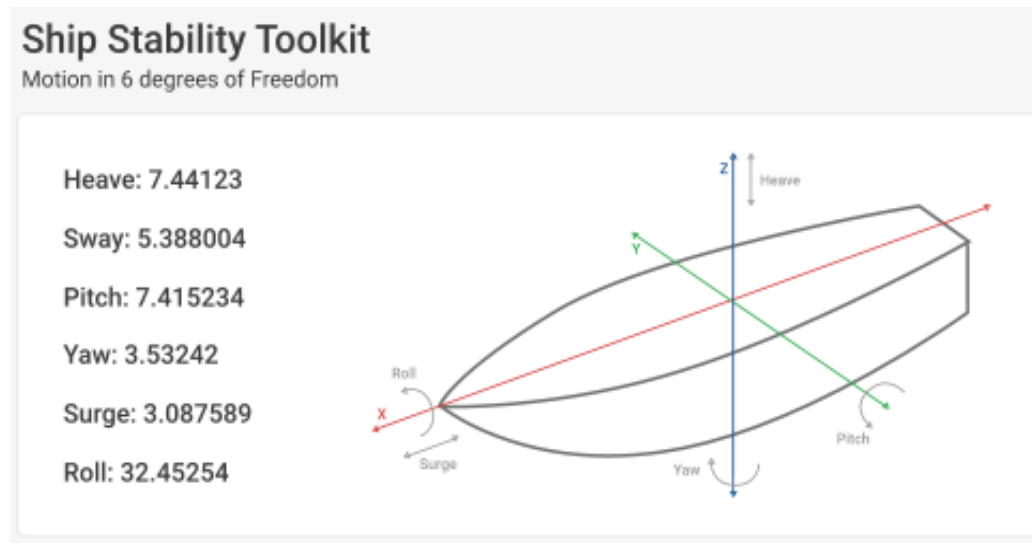 Ship Stability Toolkit
Motion in 6 degrees of Freedom
Heave: 7.44123
Sway: 5.388004
Pitch: 7.415234
Yaw: 3.53242
Surge: 3.087589
Roll: 32.45254
Z
Heave
Y
Roll
X
Surge
Pitch
Yaw